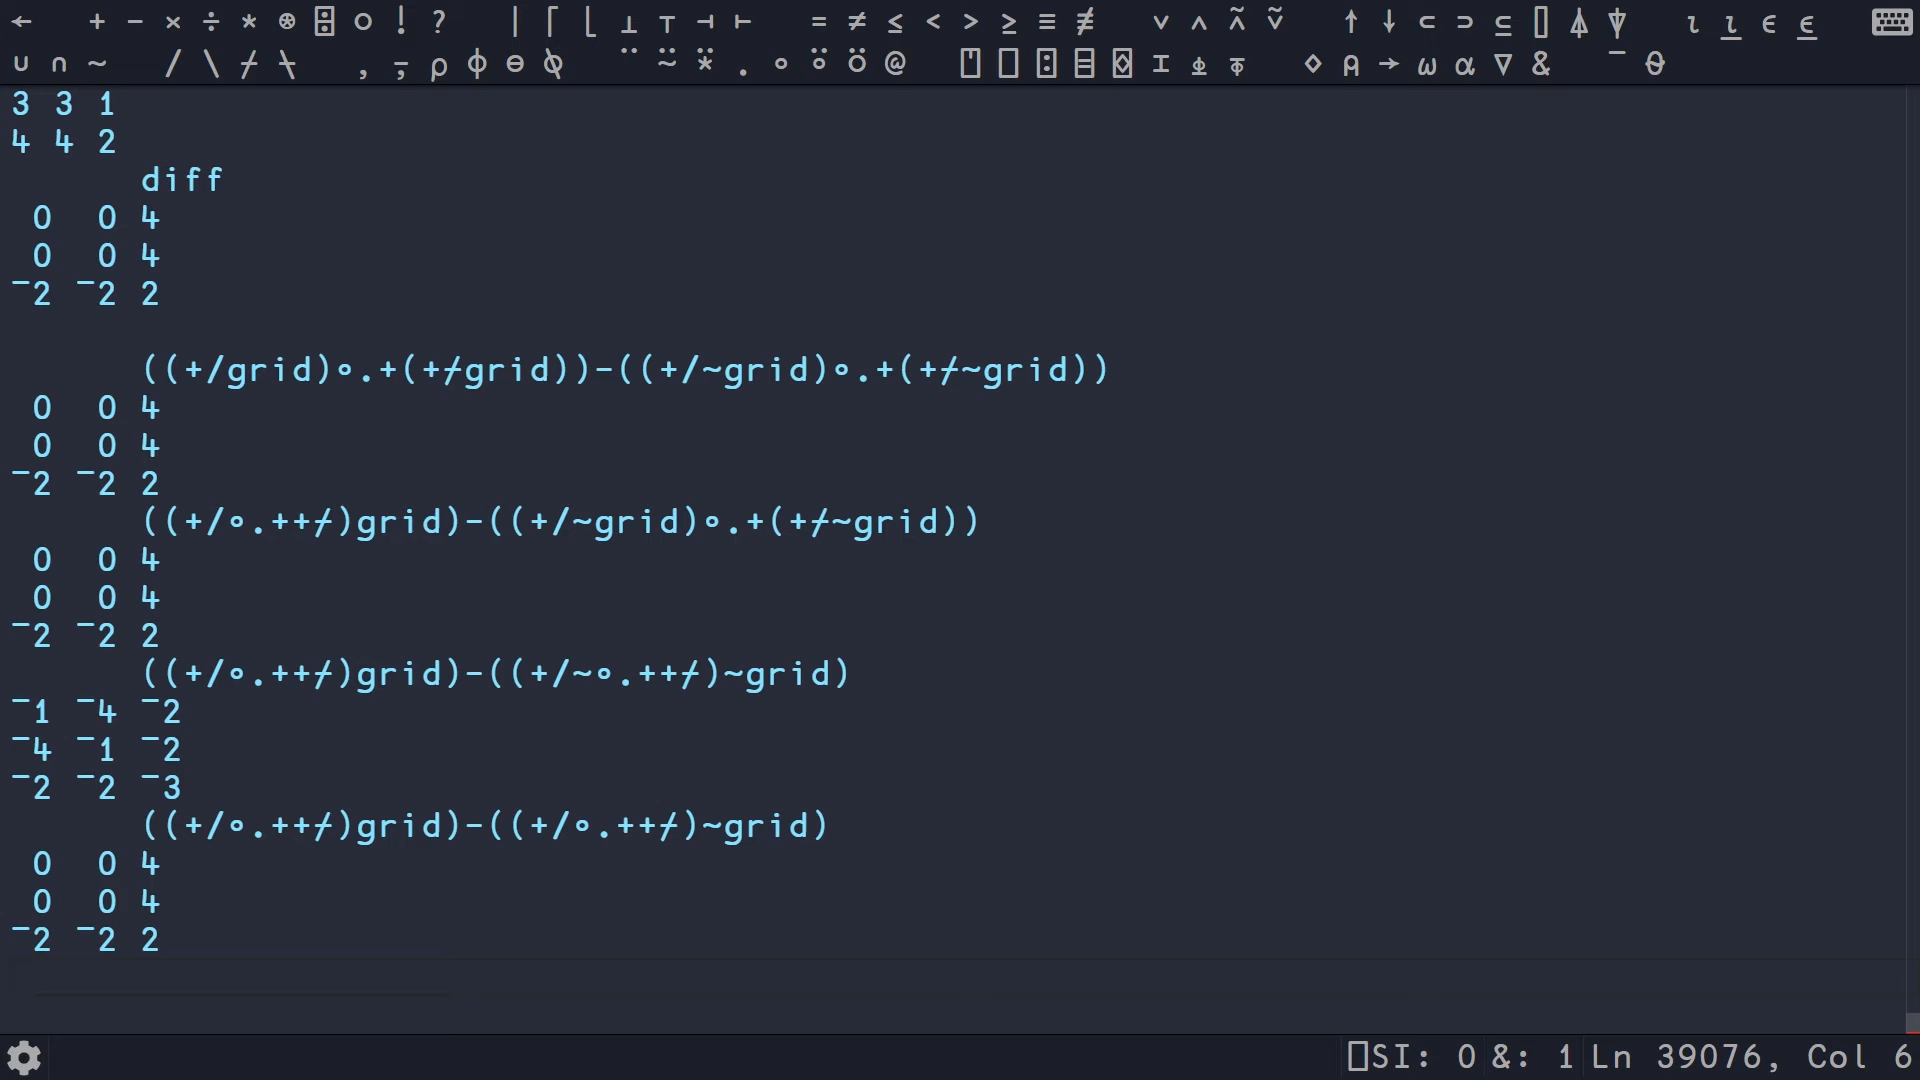 ← + - × ÷ * ⍟ ⌹ ○ ! ? | ⌈ ⌊ ⊥ ⊤ ⊣ ⊢ = ≠ ≤ < > ≥ ≡ ≢ ∨ ∧ ⍲ ⍱ ↑ ↓ ⊂ ⊃ ⊆ ⌷ ⍋ ⍒ ⍳ ⍸ ∊ ⍷
∪ ∩ ~ / \ ⌿ ⍀ , ⍪ ⍴ ⌽ ⊖ ⍉ ¨ ⍨ ⍣ . ∘ ⍤ ⍥ @ ⍞ ⎕ ⍠ ⌸ ⌺ ⌶ ⍎ ⍕ ⋄ ⍝ → ⍵ ⍺ ∇ & ¯ ⍬
3 3 1
4 4 2
diff
0 0 4
0 0 4
¯2 ¯2 2
((+/grid)∘.+(+⌿grid))-((+/~grid)∘.+(+⌿~grid))
0 0 4
0 0 4
¯2 ¯2 2
((+/∘.++⌿)grid)-((+/~grid)∘.+(+⌿~grid))
0 0 4
0 0 4
¯2 ¯2 2
((+/∘.++⌿)grid)-((+/~∘.++⌿)~grid)
¯1 ¯4 ¯2
¯4 ¯1 ¯2
¯2 ¯2 ¯3
((+/∘.++⌿)grid)-((+/∘.++⌿)~grid)
0 0 4
0 0 4
¯2 ¯2 2
⎕SI: 0 &: 1 Ln 39076, Col 6